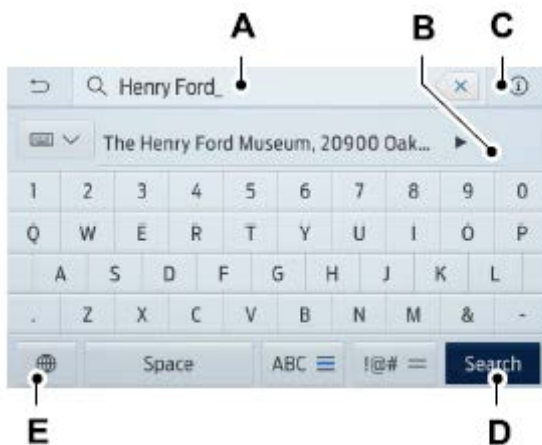 A B C
Henry Ford_
The Henry Ford Museum, 20900 Oak...
1 2 3 4 5 6 7 8 9 0
Q W E R T Y U I O P
A S D F G H J K L
. Z X C V B N M & -
Space ABC !@# Search
E D